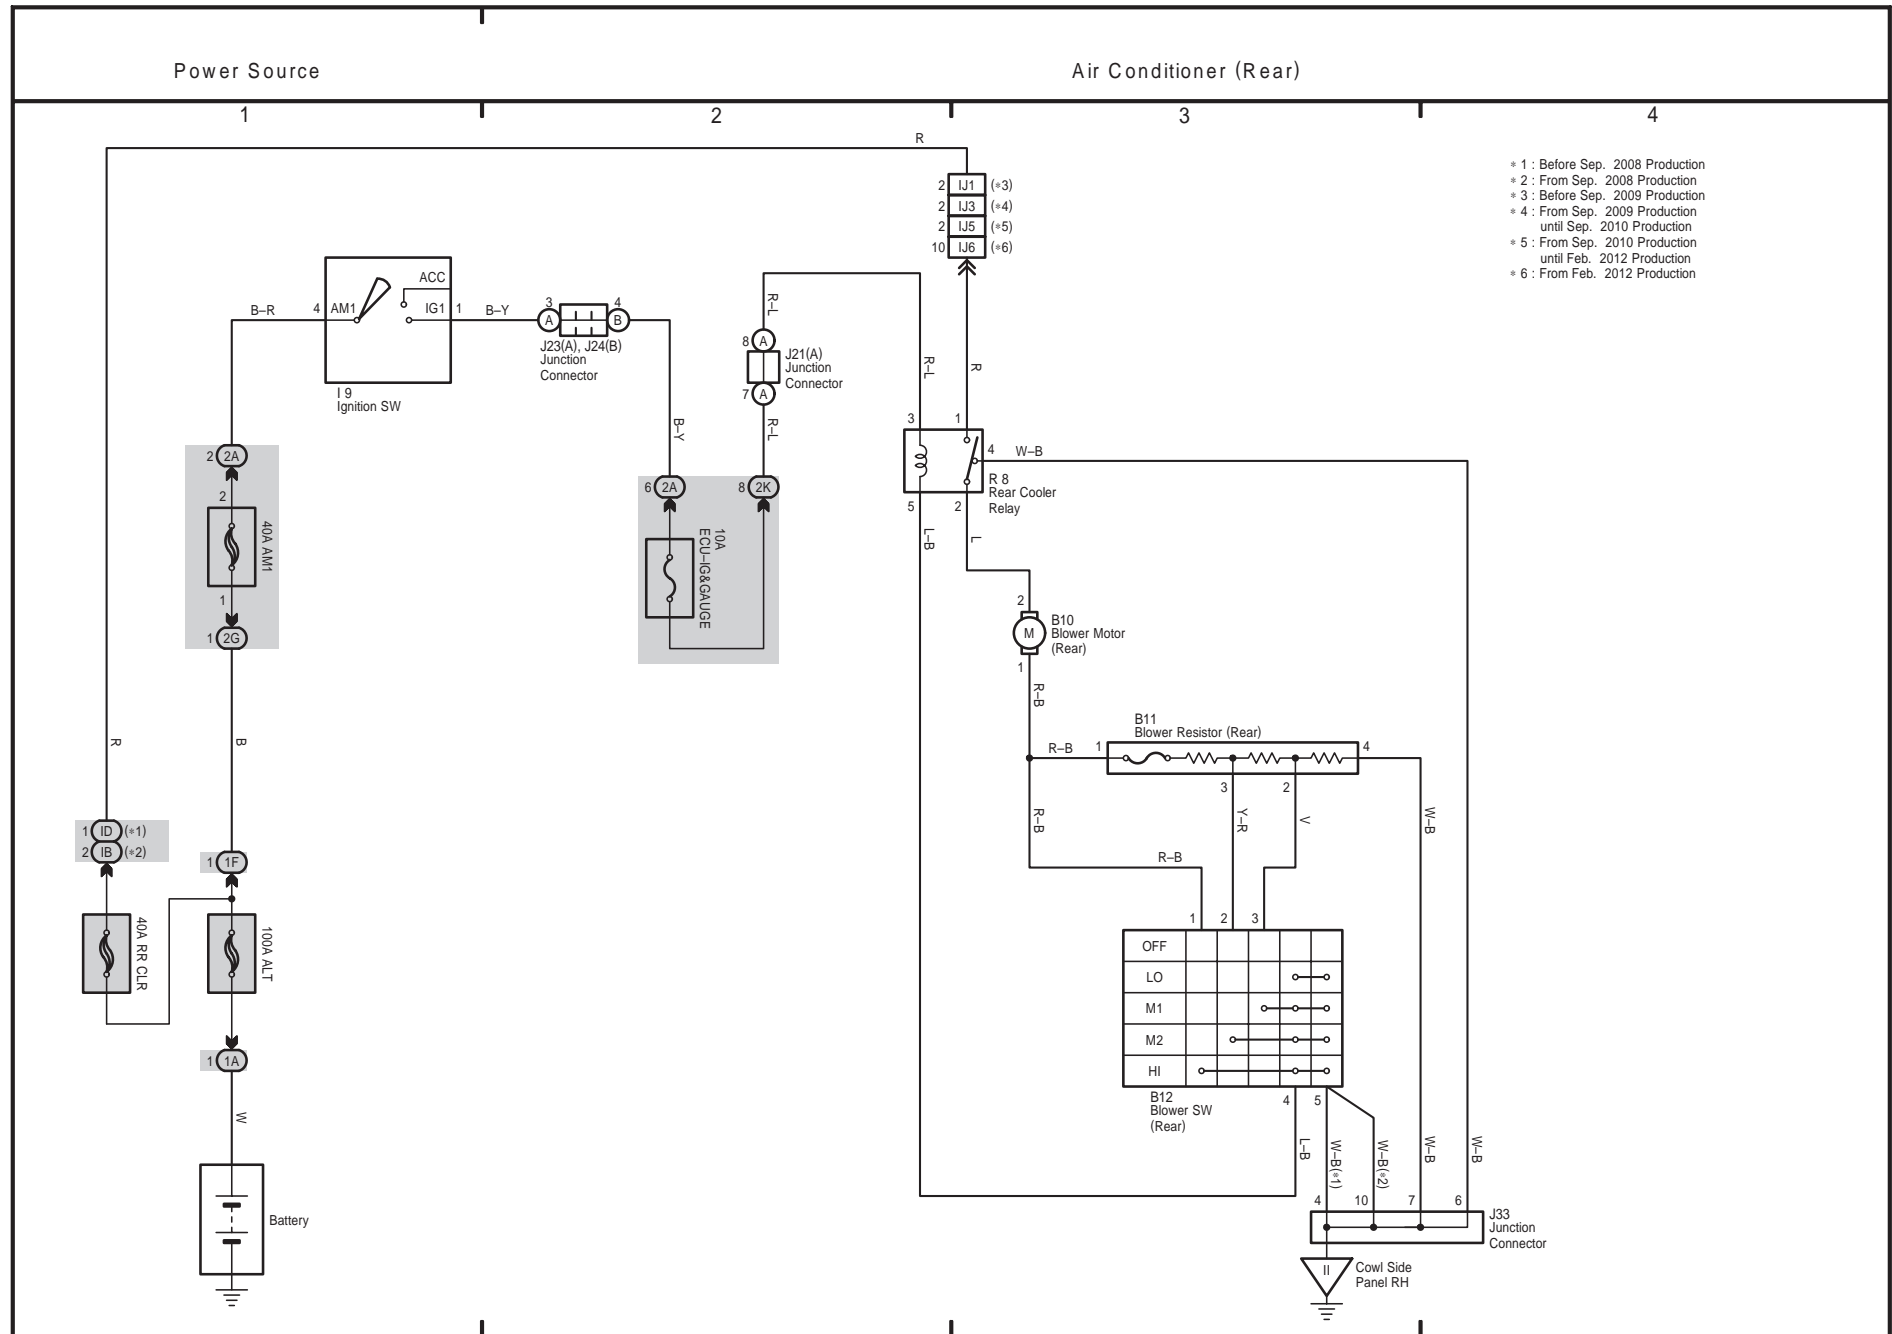 Power Source
Air Conditioner (Rear)
1
2
3
4
R
2 IJ1 (*3)
2 IJ3 (*4)
2 IJ5 (*5)
10 IJ6 (*6)
* 1 : Before Sep. 2008 Production
* 2 : From Sep. 2008 Production
* 3 : Before Sep. 2009 Production
* 4 : From Sep. 2009 Production
until Sep. 2010 Production
* 5 : From Sep. 2010 Production
until Feb. 2012 Production
* 6 : From Feb. 2012 Production
B–R
4
AM1
ACC
IG1
1
B–Y
I 9
Ignition SW
3
A
4
B
J23(A), J24(B)
Junction
Connector
B–Y
R–L
8 A
J21(A)
Junction
Connector
7 A
R–L
R–L
R
3
1
4
W–B
R 8
Rear Cooler
Relay
5
2
L–B
L
2 2A
2
40A AM1
1
1 2G
6 2A
8 2K
10A
ECU–IG&GAUGE
2
M
B10
Blower Motor
(Rear)
1
R–B
R
B
B11
Blower Resistor (Rear)
R–B
1
4
3
2
R–B
Y–R
V
W–B
R–B
1 ID (*1)
2 IB (*2)
1 1F
40A RR CLR
100A ALT
1 1A
W
Battery
1
2
3
OFF
LO
M1
M2
HI
B12
Blower SW
(Rear)
4
5
L–B
W–B(*1)
W–B(*2)
W–B
W–B
4
10
7
6
J33
Junction
Connector
II
Cowl Side
Panel RH